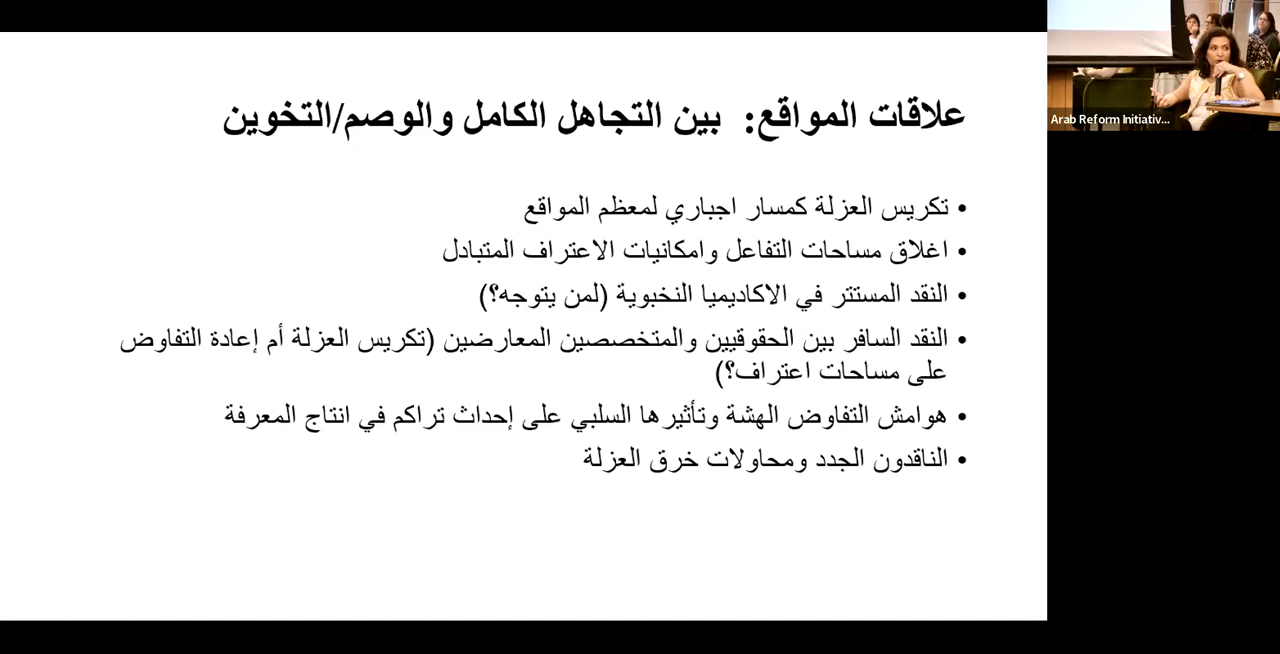 علاقات المواقع: بين التجاهل الكامل والوصم/التخوين
• تكريس العزلة كمسار اجباري لمعظم المواقع
• اغلاق مساحات التفاعل وامكانيات الاعتراف المتبادل
• النقد المستتر في الاكاديميا النخبوية (لمن يتوجه؟)
• النقد السافر بين الحقوقيين والمتخصصين المعارضين (تكريس العزلة أم إعادة التفاوض
على مساحات اعتراف؟)
• هوامش التفاوض الهشة وتأثيرها السلبي على إحداث تراكم في انتاج المعرفة
• الناقدون الجدد ومحاولات خرق العزلة
Arab Reform Initiativ...